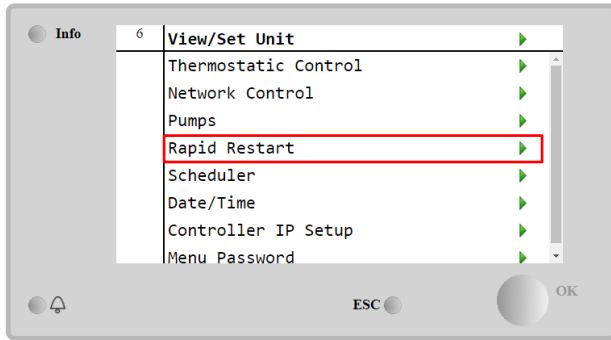 Info
6
View/Set Unit
Thermostatic Control
Network Control
Pumps
Rapid Restart
Scheduler
Date/Time
Controller IP Setup
Menu Password
ESC
OK